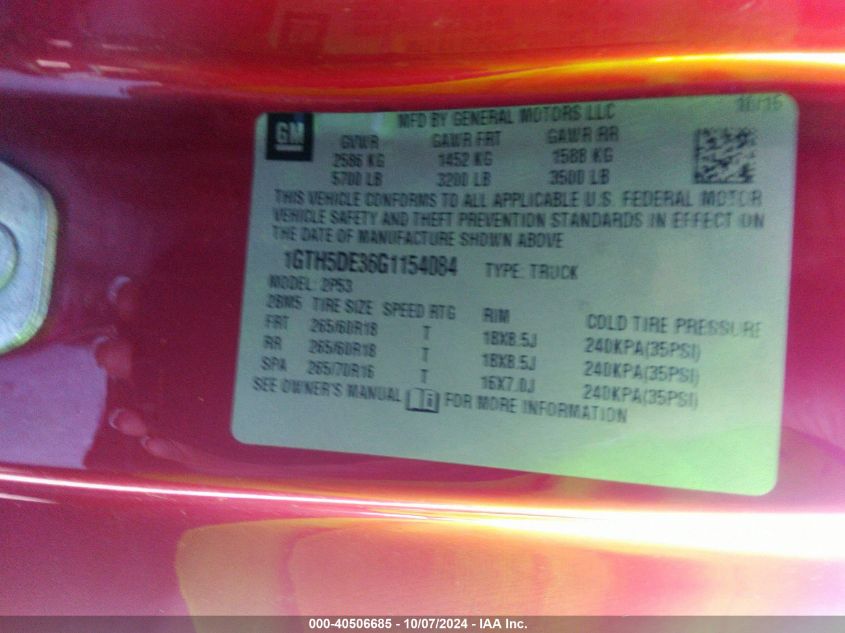 10/15
GM
MFD BY GENERAL MOTORS LLC
GVWR GAWR FRT GAWR RR
2586 KG 1452 KG 1588 KG
5700 LB 3200 LB 3500 LB
THIS VEHICLE CONFORMS TO ALL APPLICABLE U.S. FEDERAL MOTOR
VEHICLE SAFETY AND THEFT PREVENTION STANDARDS IN EFFECT ON
THE DATE OF MANUFACTURE SHOWN ABOVE
1GTH5DE36G1154084 TYPE: TRUCK
MODEL: 2P53
2BM5 TIRE SIZE SPEED RTG RIM COLD TIRE PRESSURE
FRT 265/60R18 T 18X8.5J 240KPA(35PSI)
RR 265/60R18 T 18X8.5J 240KPA(35PSI)
SPA 265/70R16 T 16X7.0J 240KPA(35PSI)
SEE OWNER'S MANUAL FOR MORE INFORMATION
000-40506685 - 10/07/2024 - IAA Inc.